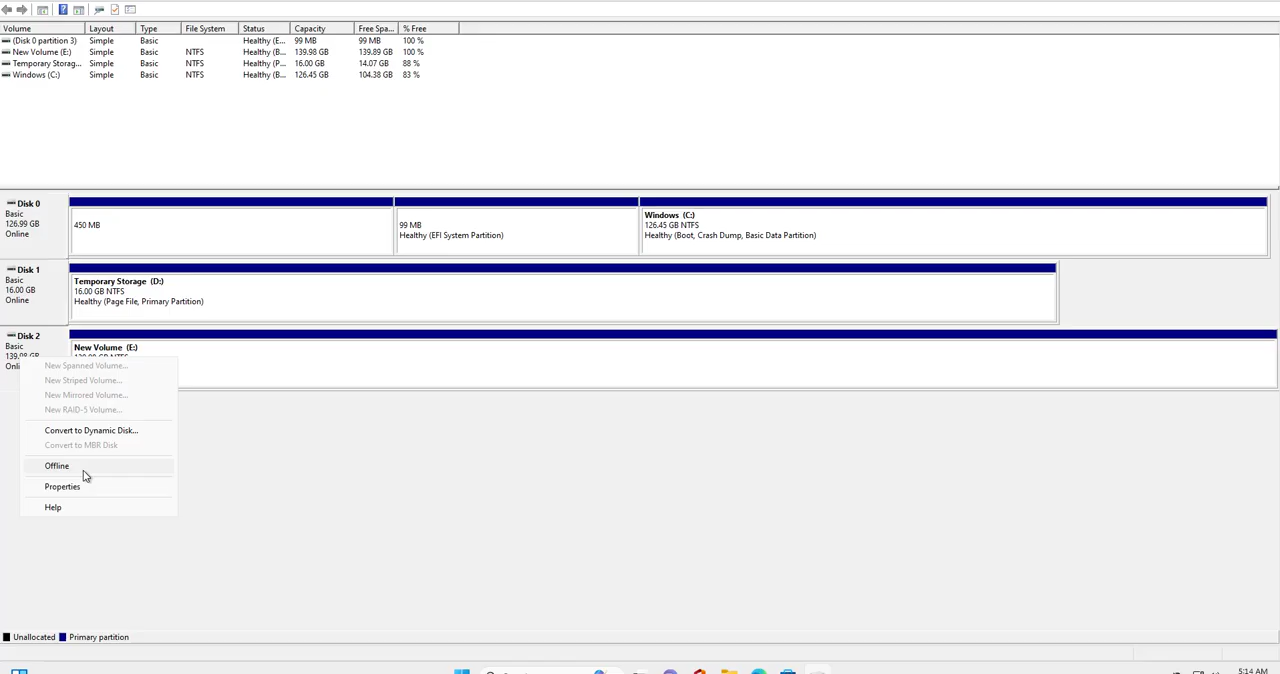 Volume Layout Type File System Status Capacity Free Spa... % Free
(Disk 0 partition 3) Simple Basic Healthy (E... 99 MB 99 MB 100 %
New Volume (E:) Simple Basic NTFS Healthy (B... 139.98 GB 139.89 GB 100 %
Temporary Storag... Simple Basic NTFS Healthy (P... 16.00 GB 14.07 GB 88 %
Windows (C:) Simple Basic NTFS Healthy (B... 126.45 GB 104.38 GB 83 %
Disk 0
Basic
126.99 GB
Online
450 MB
99 MB
Healthy (EFI System Partition)
Windows (C:)
126.45 GB NTFS
Healthy (Boot, Crash Dump, Basic Data Partition)
Disk 1
Basic
16.00 GB
Online
Temporary Storage (D:)
16.00 GB NTFS
Healthy (Page File, Primary Partition)
Disk 2
Basic
139.98 GB
Onli
New Volume (E:)
New Spanned Volume...
New Striped Volume...
New Mirrored Volume...
New RAID-5 Volume...
Convert to Dynamic Disk...
Convert to MBR Disk
Offline
Properties
Help
Unallocated Primary partition
5:14 AM